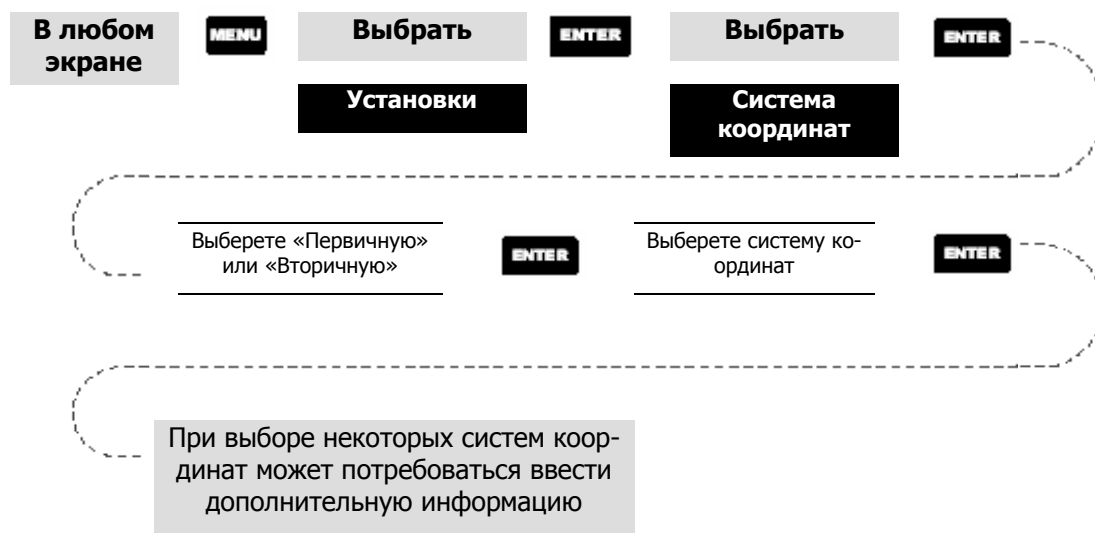 В любом
экране
MENU
Выбрать
ENTER
Выбрать
ENTER
Установки
Система
координат
Выберете «Первичную»
или «Вторичную»
ENTER
Выберете систему ко-
ординат
ENTER
При выборе некоторых систем коор-
динат может потребоваться ввести
дополнительную информацию